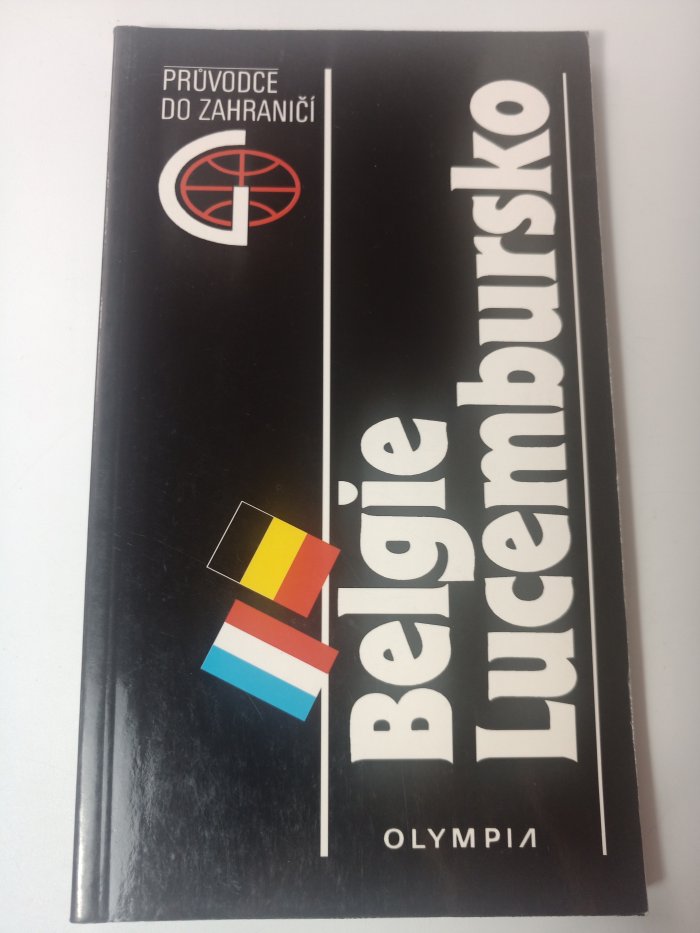 PRŮVODCE
DO ZAHRANIČÍ
Belgie
Lucembursko
OLYMPIA